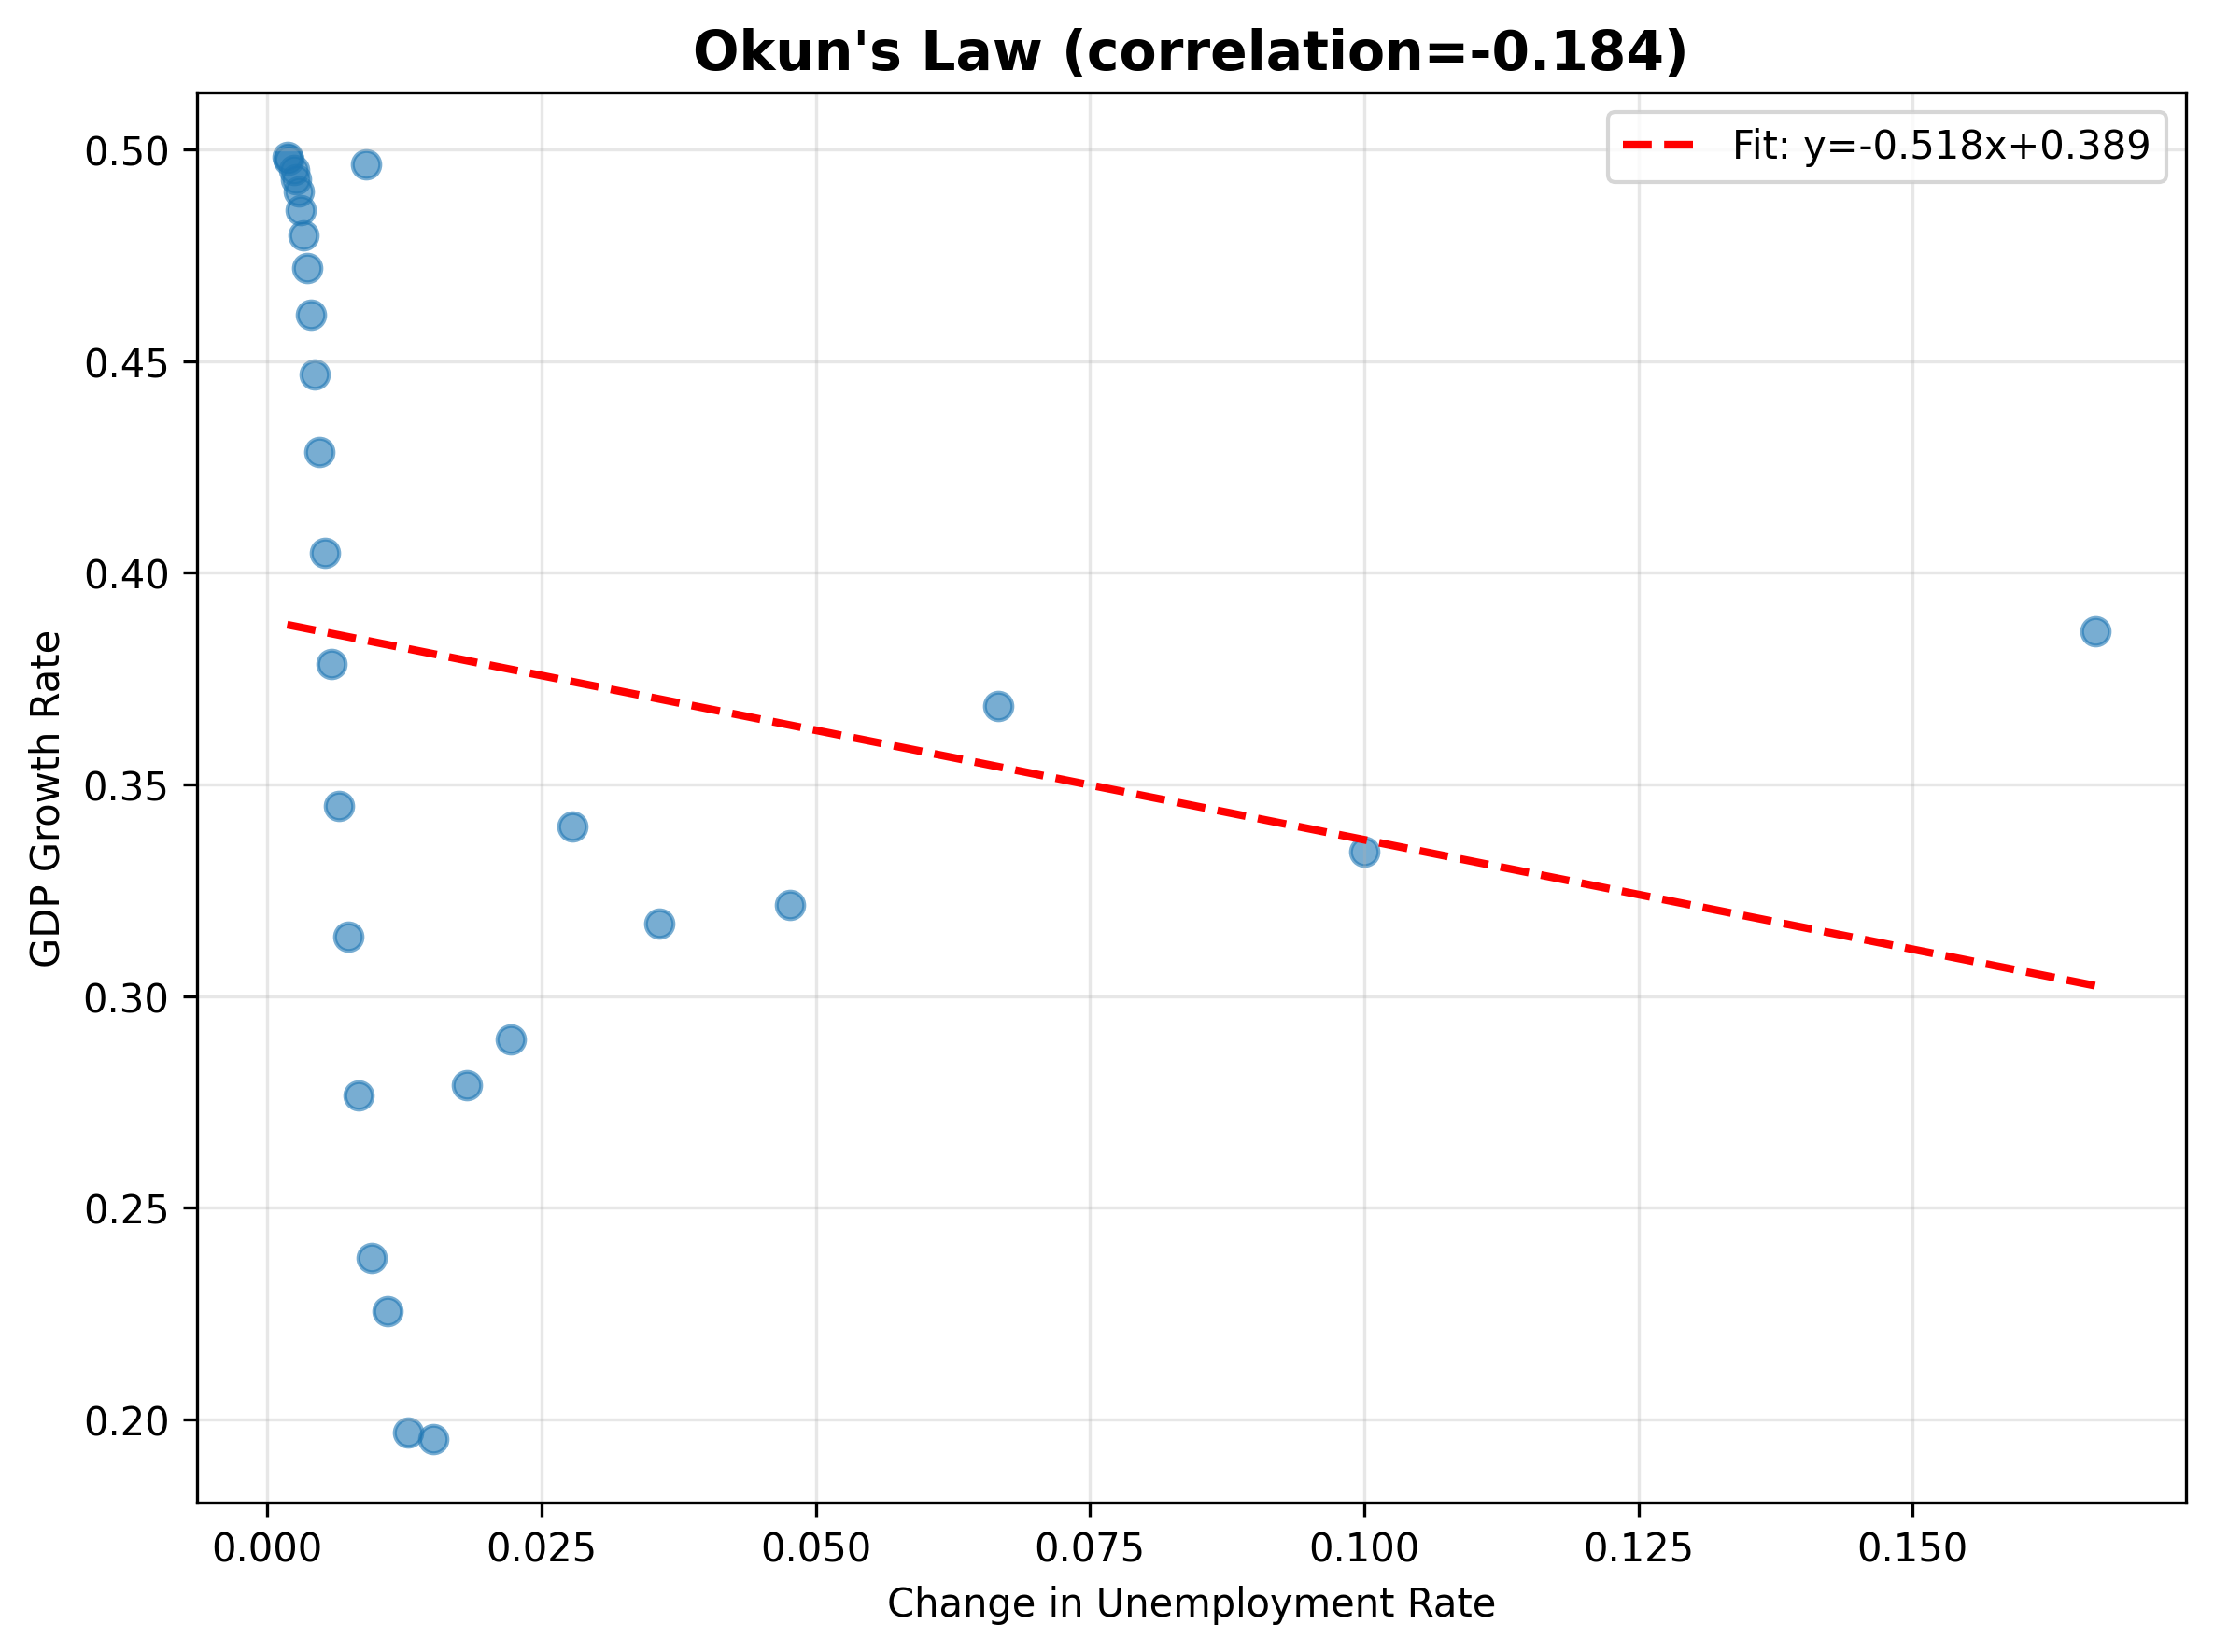 Okun's Law (correlation=-0.184)
Fit: y=-0.518x+0.389
GDP Growth Rate
0.50
0.45
0.40
0.35
0.30
0.25
0.20
0.000 0.025 0.050 0.075 0.100 0.125 0.150
Change in Unemployment Rate